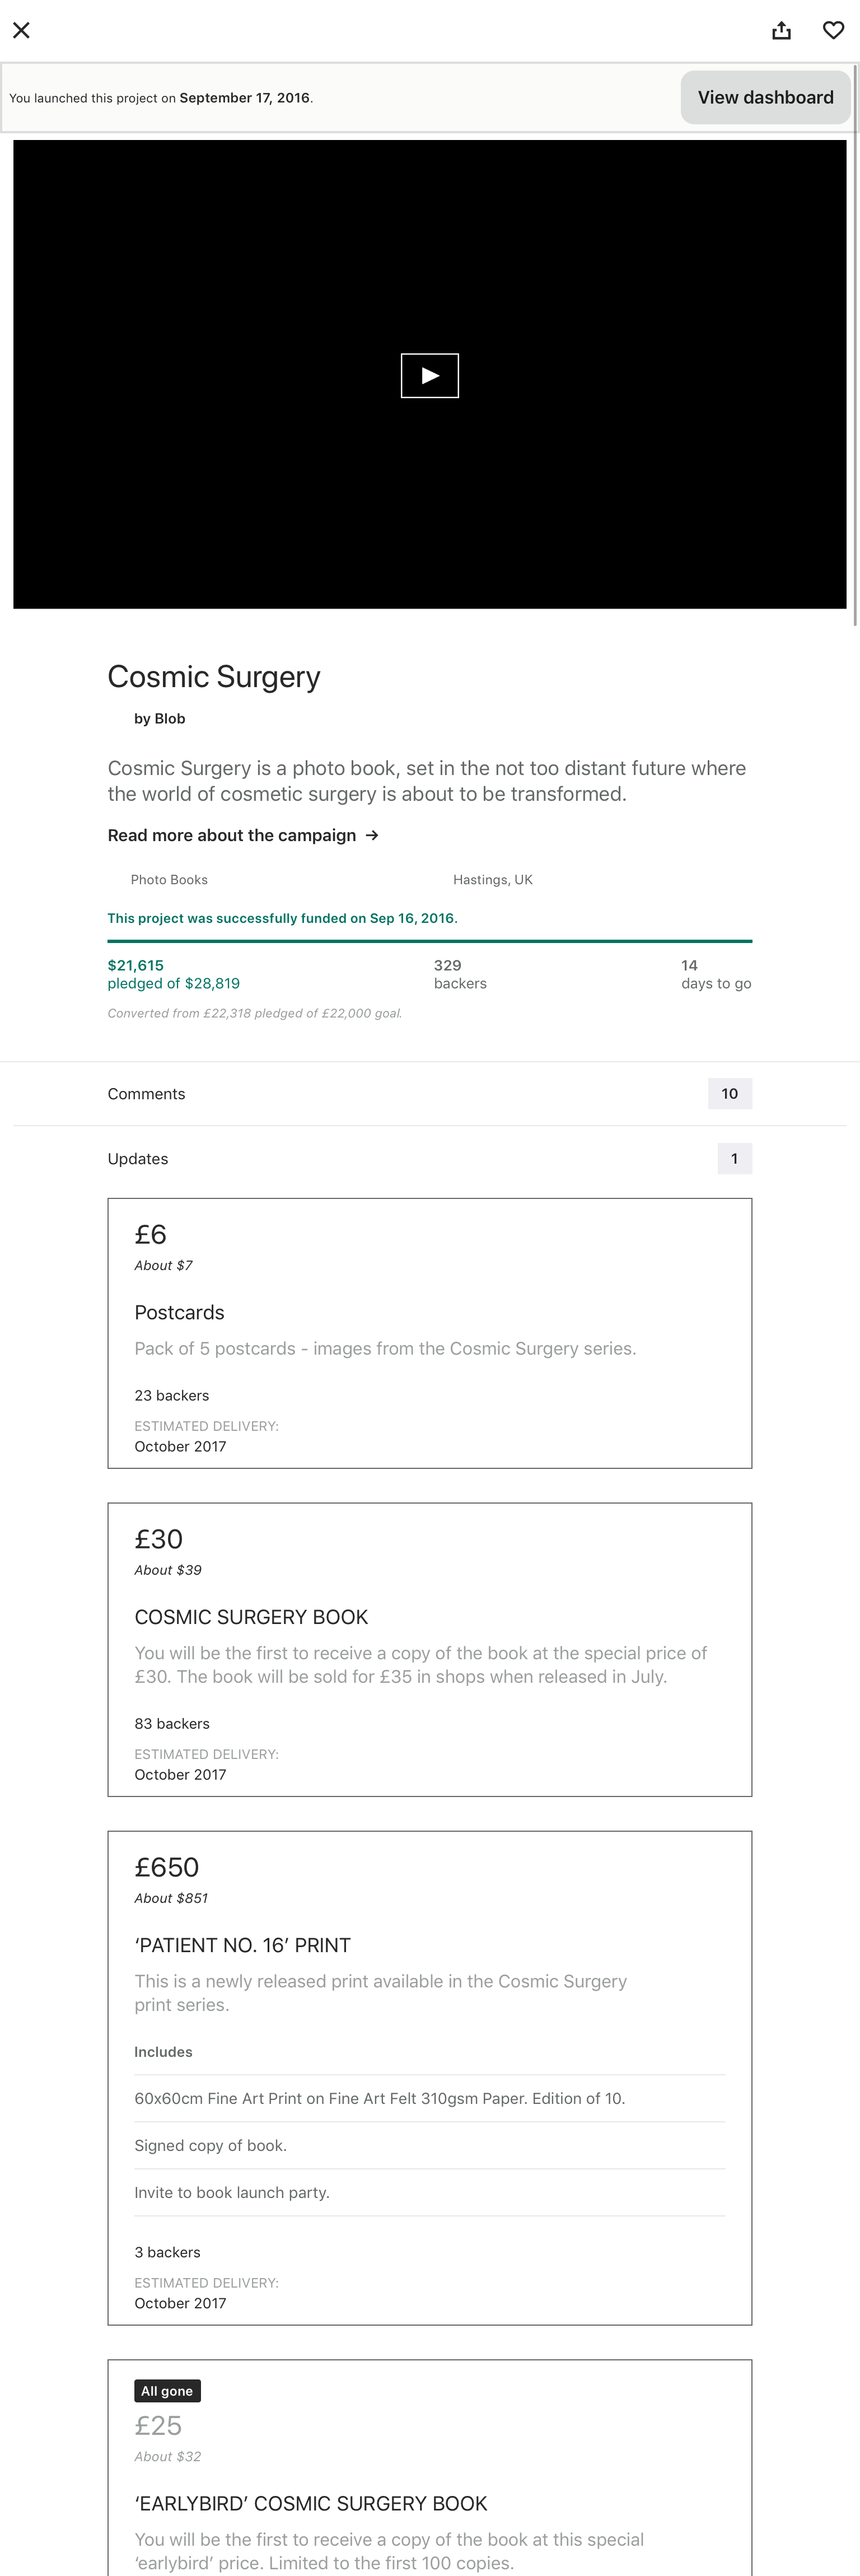 You launched this project on September 17, 2016.
View dashboard
Cosmic Surgery
by Blob
Cosmic Surgery is a photo book, set in the not too distant future where
the world of cosmetic surgery is about to be transformed.
Read more about the campaign →
Photo Books
Hastings, UK
This project was successfully funded on Sep 16, 2016.
$21,615
pledged of $28,819
329
backers
14
days to go
Converted from £22,318 pledged of £22,000 goal.
Comments
10
Updates
1
£6
About $7
Postcards
Pack of 5 postcards - images from the Cosmic Surgery series.
23 backers
ESTIMATED DELIVERY:
October 2017
£30
About $39
COSMIC SURGERY BOOK
You will be the first to receive a copy of the book at the special price of
£30. The book will be sold for £35 in shops when released in July.
83 backers
ESTIMATED DELIVERY:
October 2017
£650
About $851
‘PATIENT NO. 16’ PRINT
This is a newly released print available in the Cosmic Surgery
print series.
Includes
60x60cm Fine Art Print on Fine Art Felt 310gsm Paper. Edition of 10.
Signed copy of book.
Invite to book launch party.
3 backers
ESTIMATED DELIVERY:
October 2017
All gone
£25
About $32
‘EARLYBIRD’ COSMIC SURGERY BOOK
You will be the first to receive a copy of the book at this special
‘earlybird’ price. Limited to the first 100 copies.